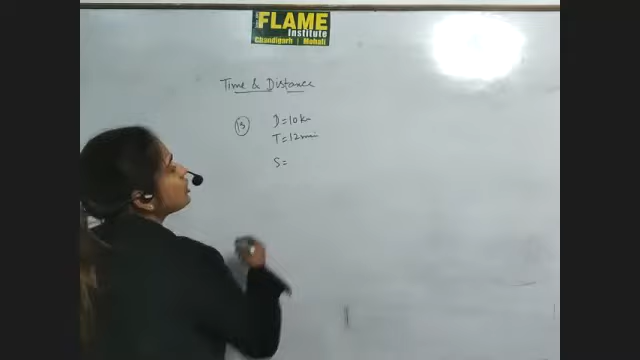 FLAME
Institute
Chandigarh | Mohali
Time & Distance
15 D = 10 km
T = 12 min
S =